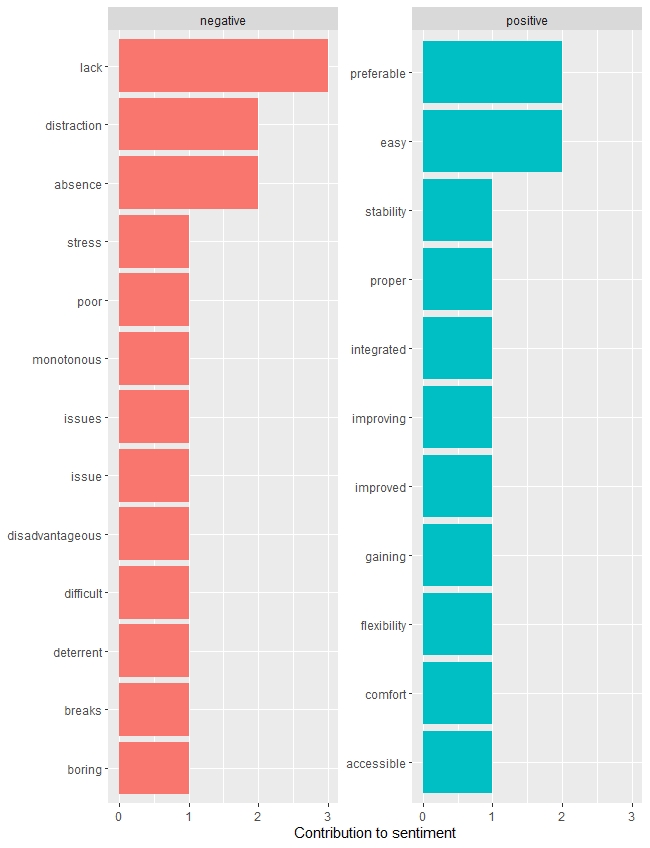 negative
positive
lack
distraction
absence
stress
poor
monotonous
issues
issue
disadvantageous
difficult
deterrent
breaks
boring
0 1 2 3
preferable
easy
stability
proper
integrated
improving
improved
gaining
flexibility
comfort
accessible
0 1 2 3
Contribution to sentiment